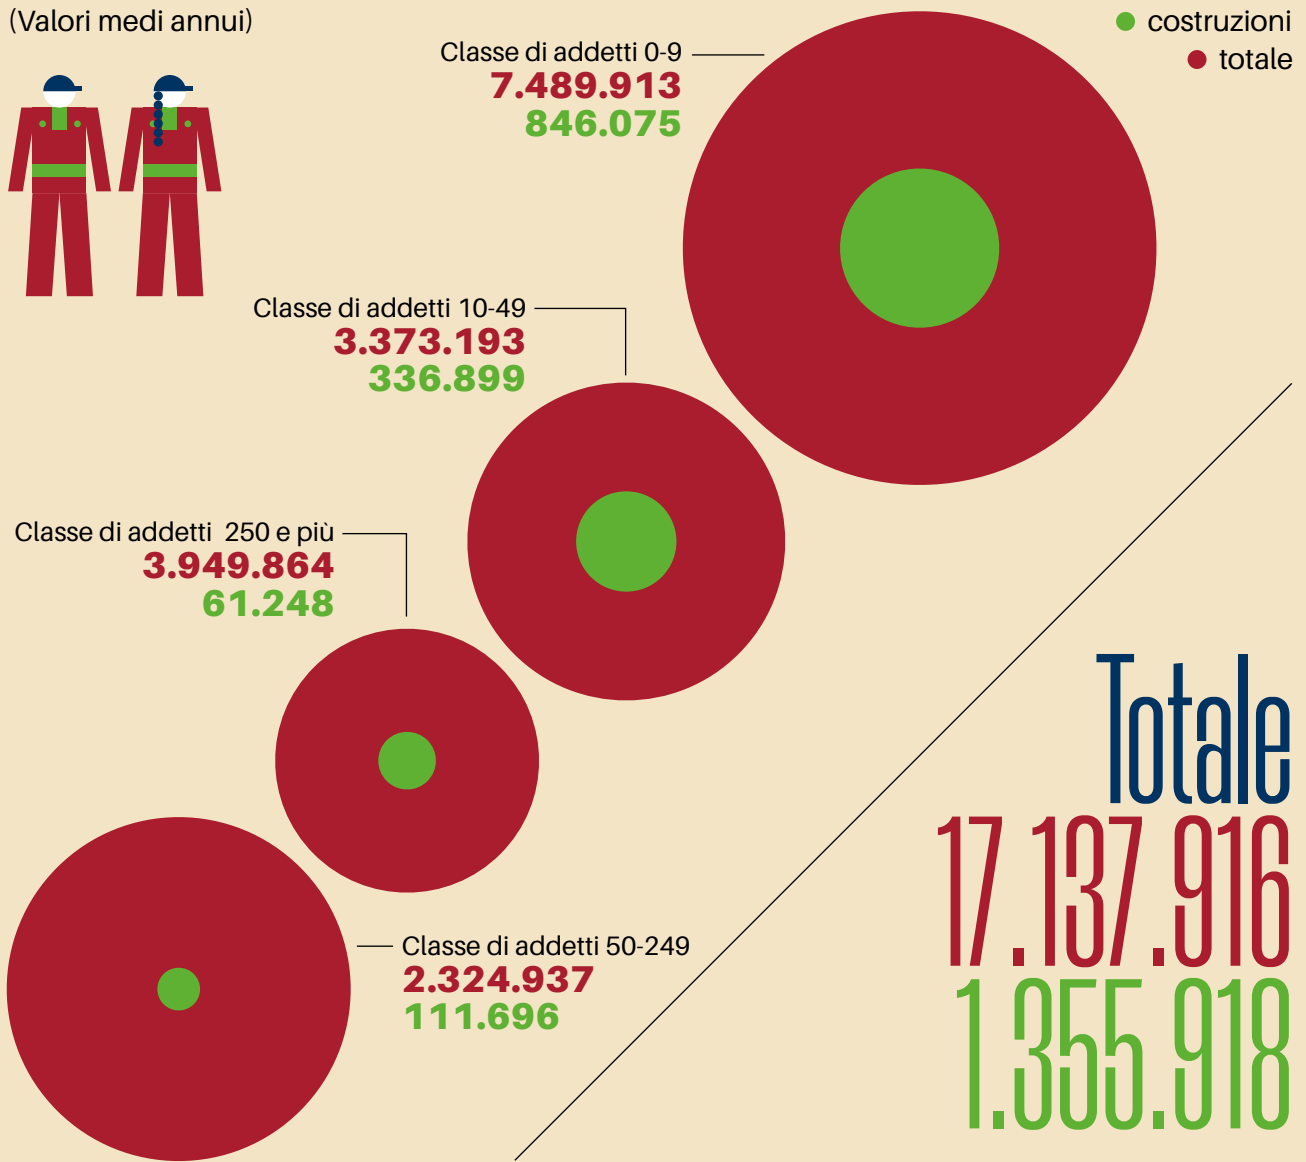 (Valori medi annui)
costruzioni
totale
Classe di addetti 0-9
7.489.913
846.075
Classe di addetti 10-49
3.373.193
336.899
Classe di addetti 250 e più
3.949.864
61.248
Classe di addetti 50-249
2.324.937
111.696
Totale
17.137.916
1.355.918